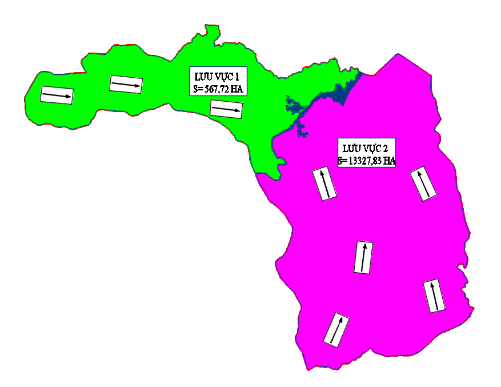 LƯU VỰC 1
S= 567,72 HA
LƯU VỰC 2
S= 13327,83 HA